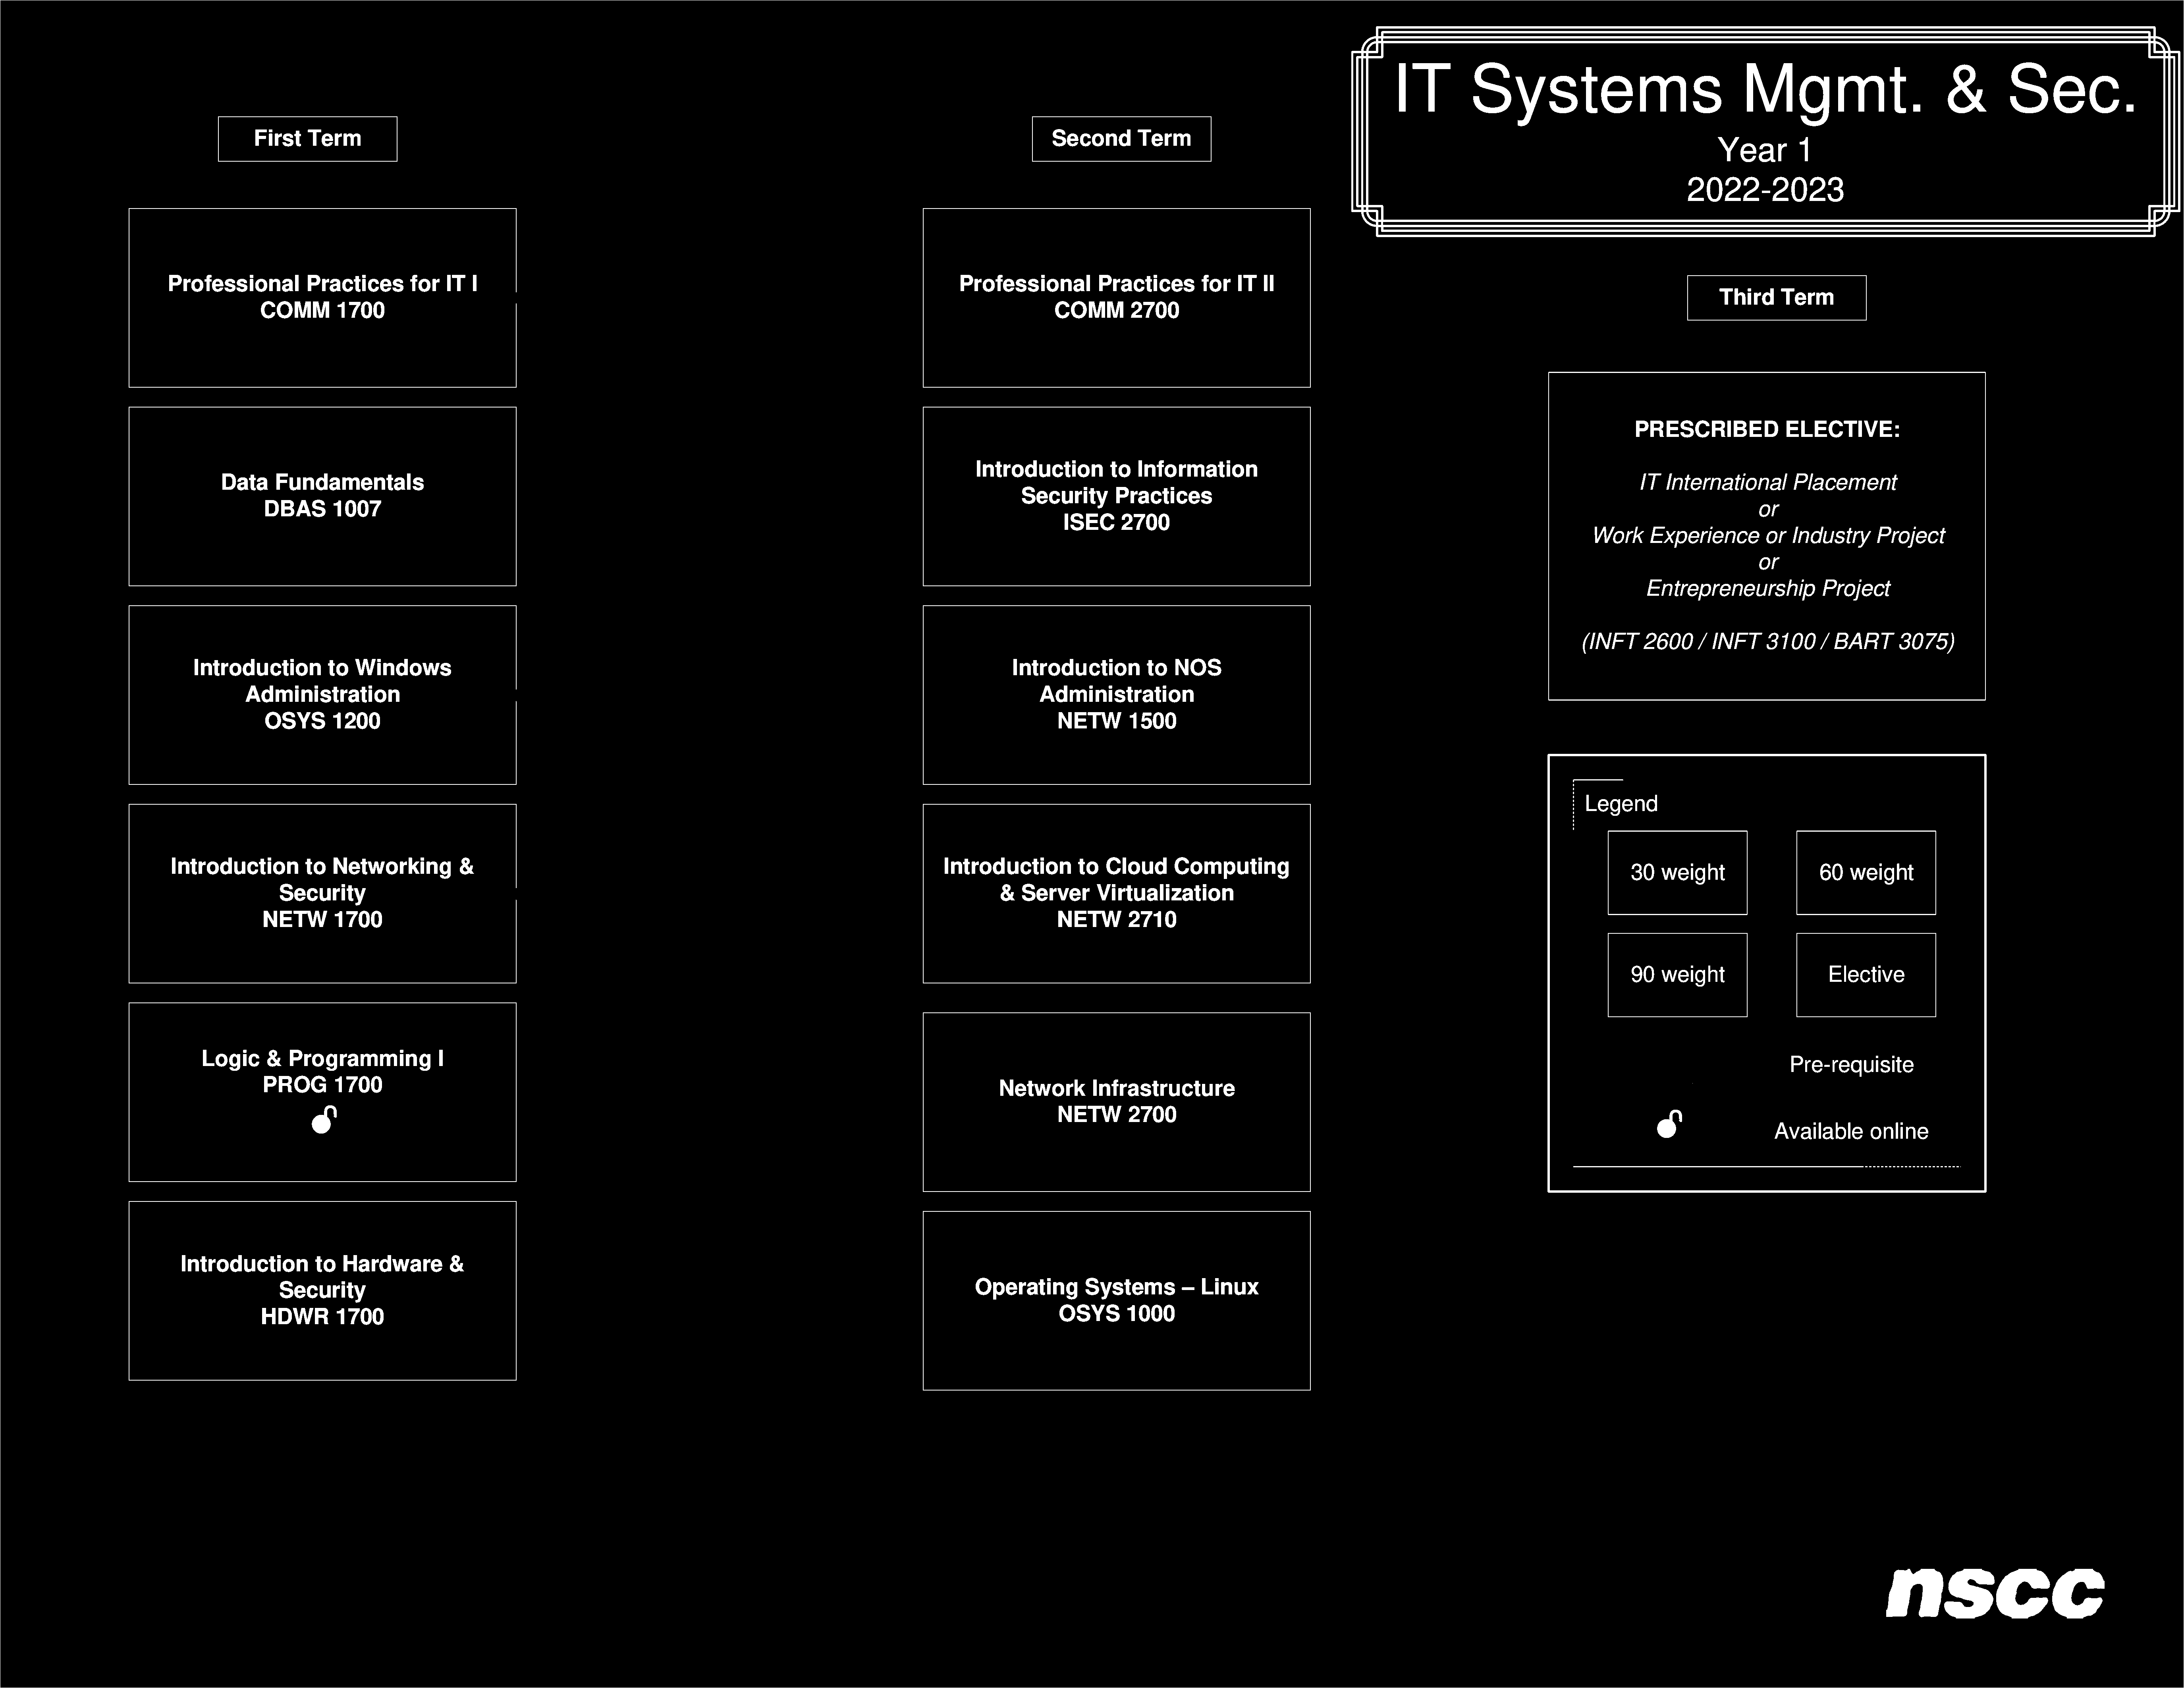 IT Systems Mgmt. & Sec.
Year 1
2022-2023
First Term
Professional Practices for IT I
COMM 1700
Data Fundamentals
DBAS 1007
Introduction to Windows
Administration
OSYS 1200
Introduction to Networking &
Security
NETW 1700
Logic & Programming I
PROG 1700
Introduction to Hardware &
Security
HDWR 1700
Second Term
Professional Practices for IT II
COMM 2700
Introduction to Information
Security Practices
ISEC 2700
Introduction to NOS
Administration
NETW 1500
Introduction to Cloud Computing
& Server Virtualization
NETW 2710
Network Infrastructure
NETW 2700
Operating Systems – Linux
OSYS 1000
Third Term
PRESCRIBED ELECTIVE:
IT International Placement
or
Work Experience or Industry Project
or
Entrepreneurship Project
(INFT 2600 / INFT 3100 / BART 3075)
Legend
30 weight
60 weight
90 weight
Elective
Pre-requisite
Available online
nscc